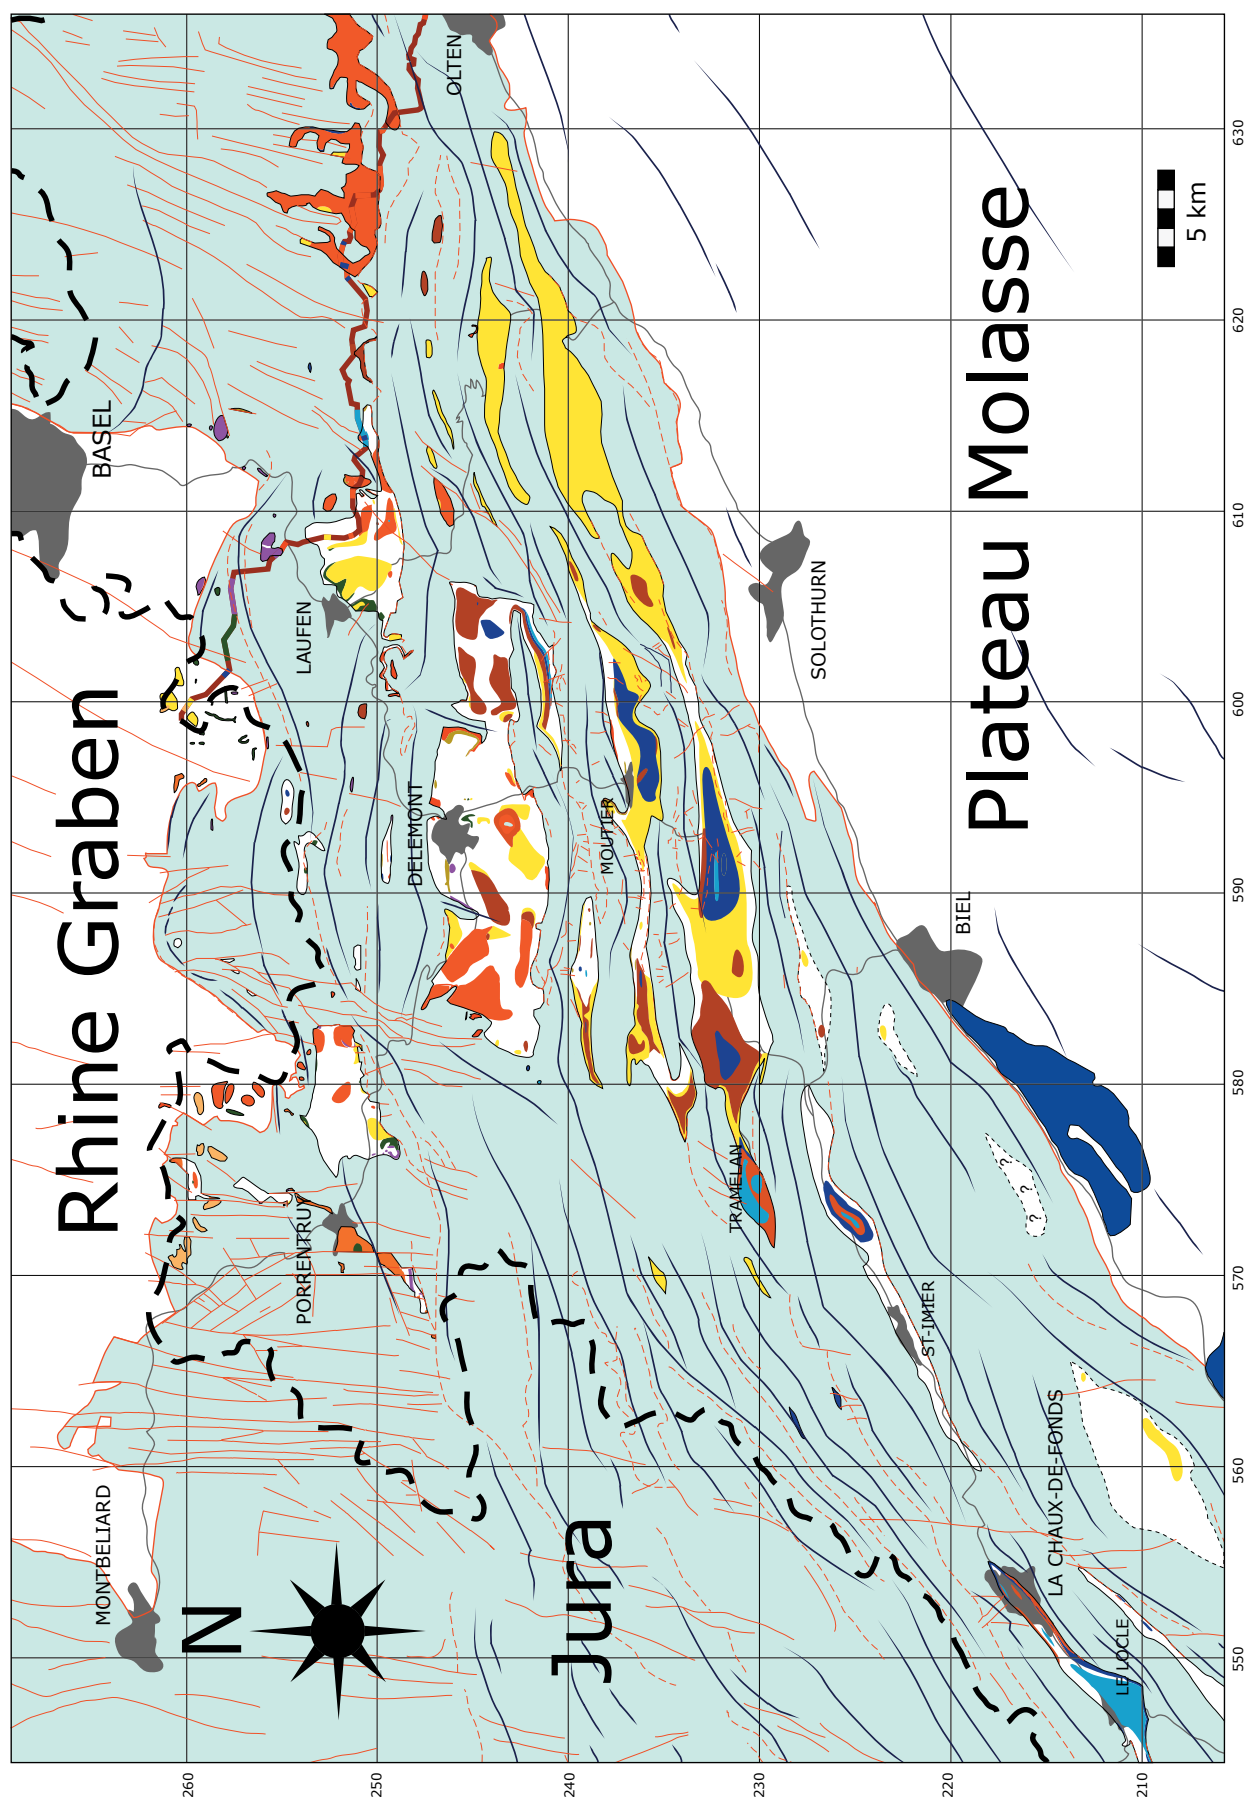 Rhine Graben
Jura
Plateau Molasse
N
5 km
MONTBELIARD
PORRENTRUY
BASEL
LAUFEN
DELEMONT
OLTEN
MOUTIER
TRAMELAN
SOLOTHURN
BIEL
ST-IMIER
LA CHAUX-DE-FONDS
LE LOCLE
?
?
?
260
250
240
230
220
210
550
560
570
580
590
600
610
620
630